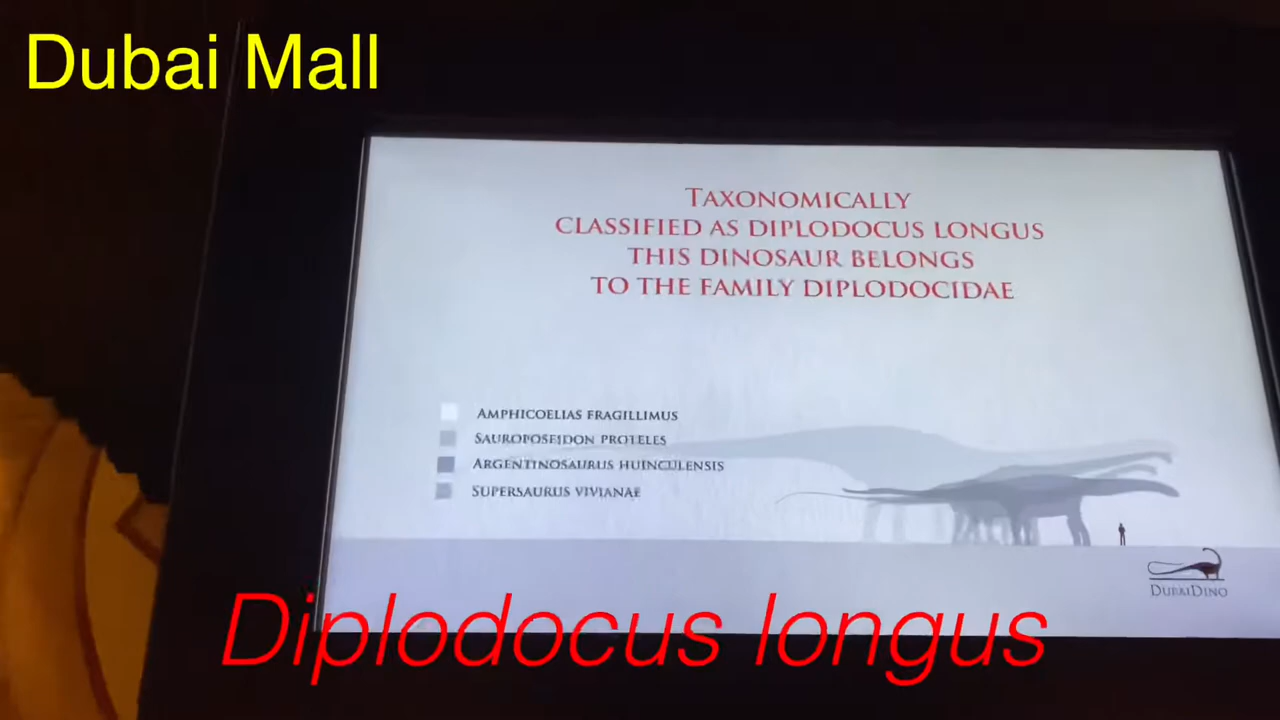 Dubai Mall
TAXONOMICALLY
CLASSIFIED AS DIPLODOCUS LONGUS
THIS DINOSAUR BELONGS
TO THE FAMILY DIPLODOCIDAE
AMPHICOELIAS FRAGILLIMUS
SAUROPOSEIDON PROTELES
ARGENTINOSAURUS HUINCULENSIS
SUPERSAURUS VIVIANAE
DUBAIDINO
Diplodocus longus